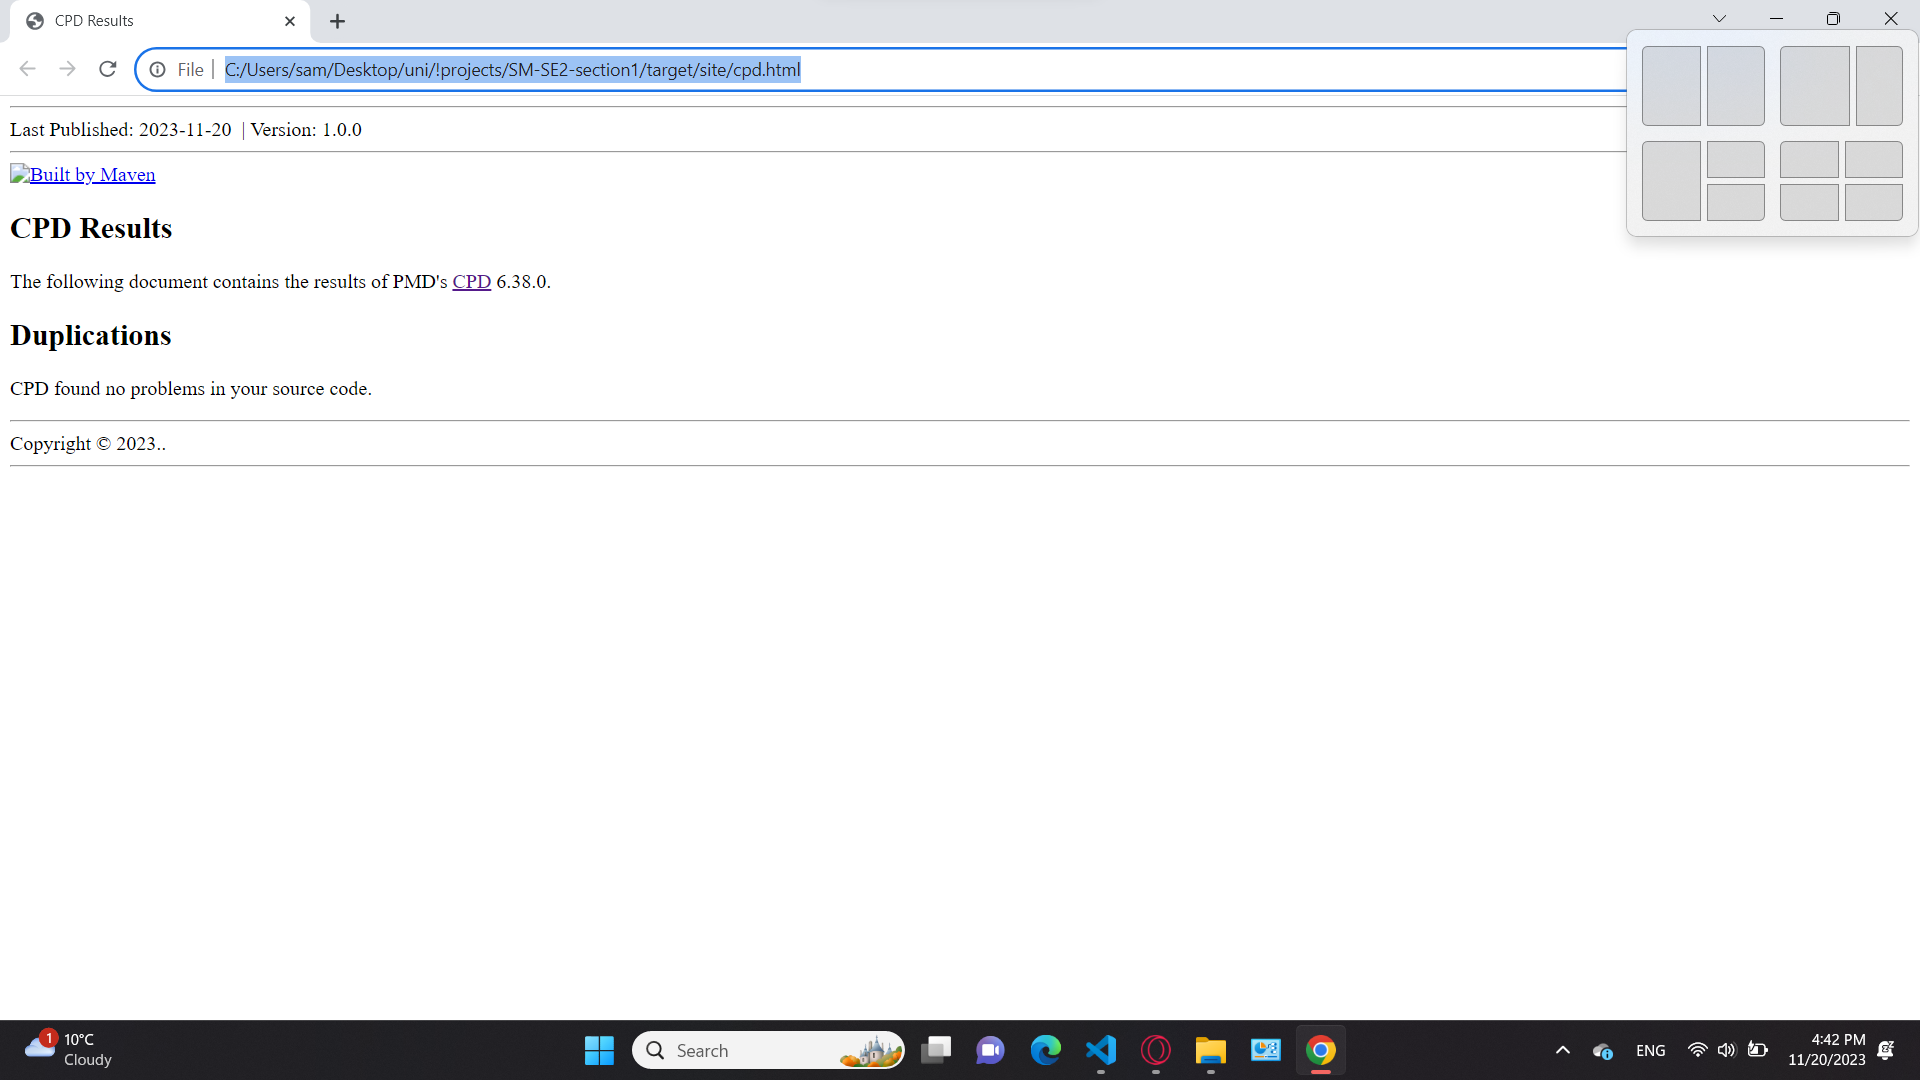 CPD Results
File | C:/Users/sam/Desktop/uni/!projects/SM-SE2-section1/target/site/cpd.html
Last Published: 2023-11-20 | Version: 1.0.0
Built by Maven
CPD Results
The following document contains the results of PMD's CPD 6.38.0.
Duplications
CPD found no problems in your source code.
Copyright © 2023..
1
10°C
Cloudy
Search
ENG
4:42 PM
11/20/2023